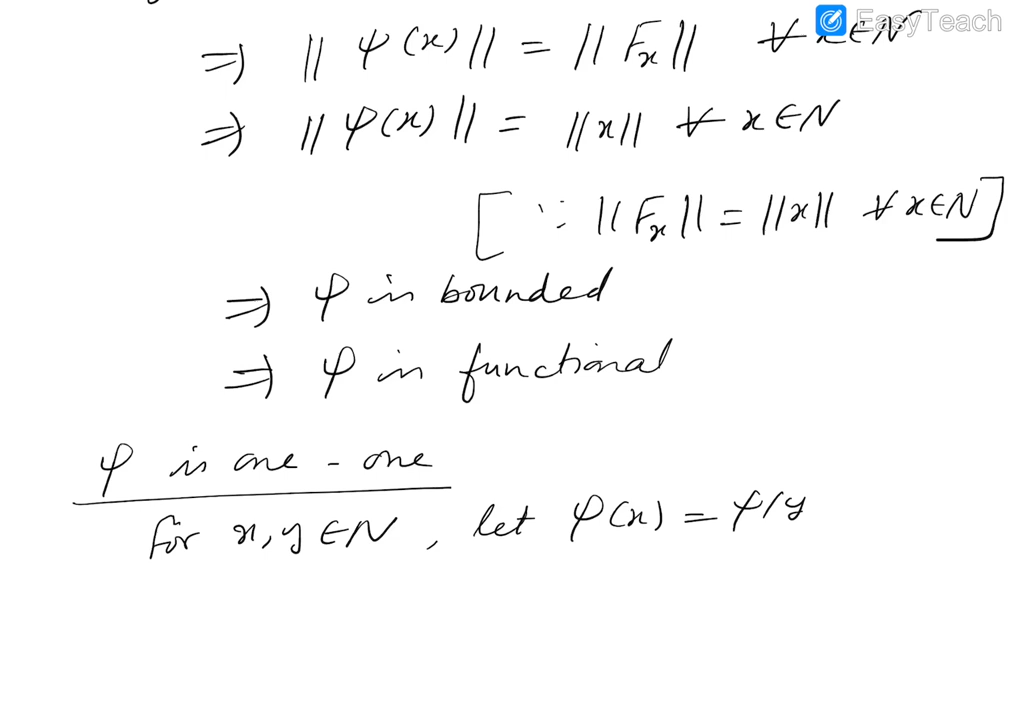 EasyTeach
⇒ || ψ(x) || = || Fₓ || ∀ x ∈ N
⇒ || ψ(x) || = ||x|| ∀ x ∈ N
[ ∵ || Fₓ || = ||x|| ∀ x ∈ N ]
⇒ ψ is bounded
⇒ ψ is functional
ψ is one - one
for x, y ∈ N , let ψ(x) = ψ(y